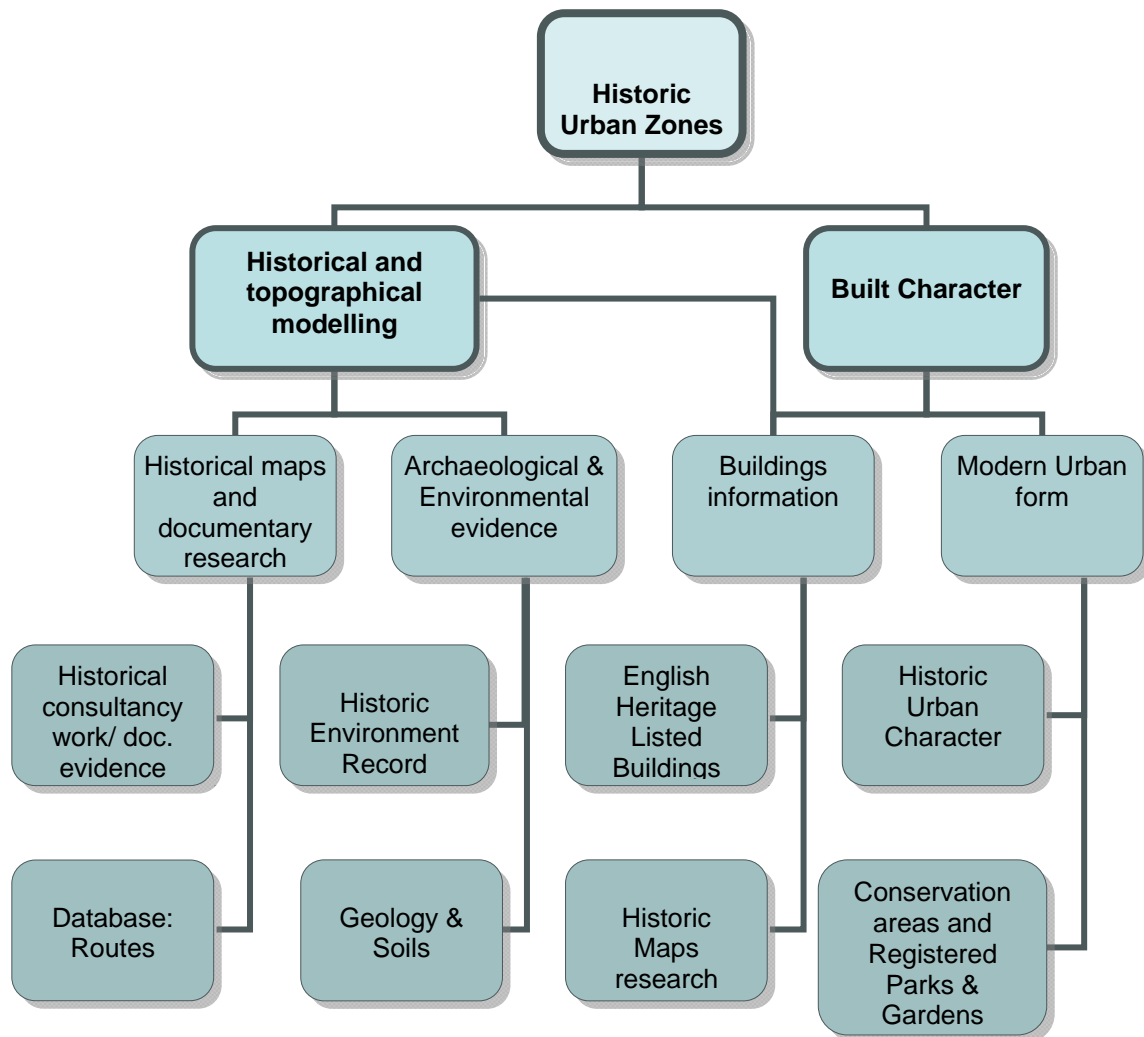 Historic
Urban Zones
Historical and
topographical
modelling
Built Character
Historical maps
and
documentary
research
Archaeological &
Environmental
evidence
Buildings
information
Modern Urban
form
Historical
consultancy
work/ doc.
evidence
Historic
Environment
Record
English
Heritage
Listed
Buildings
Historic
Urban
Character
Database:
Routes
Geology &
Soils
Historic
Maps
research
Conservation
areas and
Registered
Parks &
Gardens